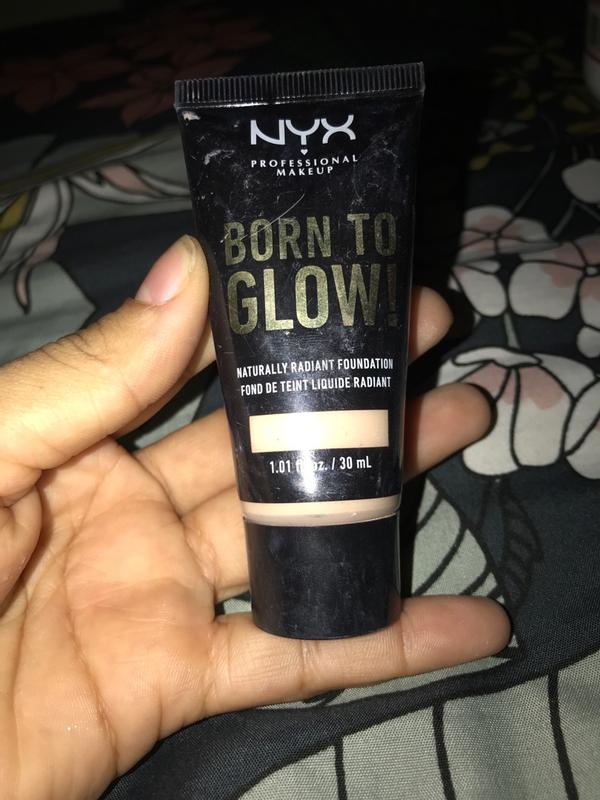 NYX
PROFESSIONAL
MAKEUP
BORN TO
GLOW!
NATURALLY RADIANT FOUNDATION
FOND DE TEINT LIQUIDE RADIANT
1.01 fl oz. / 30 mL